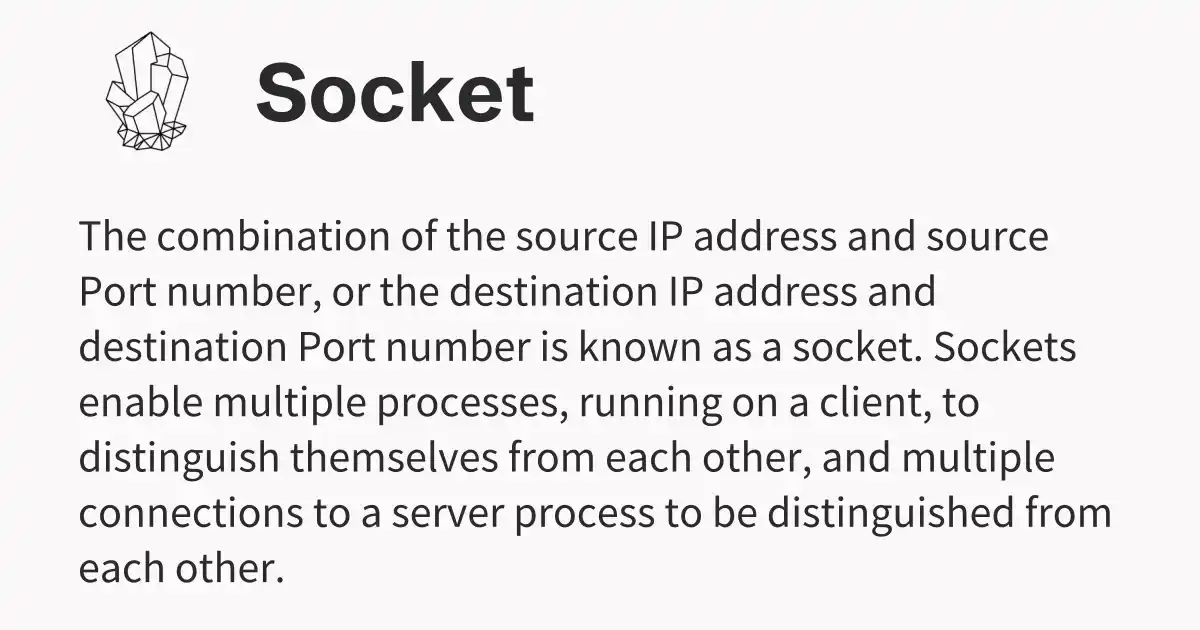 Socket
The combination of the source IP address and source
Port number, or the destination IP address and
destination Port number is known as a socket. Sockets
enable multiple processes, running on a client, to
distinguish themselves from each other, and multiple
connections to a server process to be distinguished from
each other.